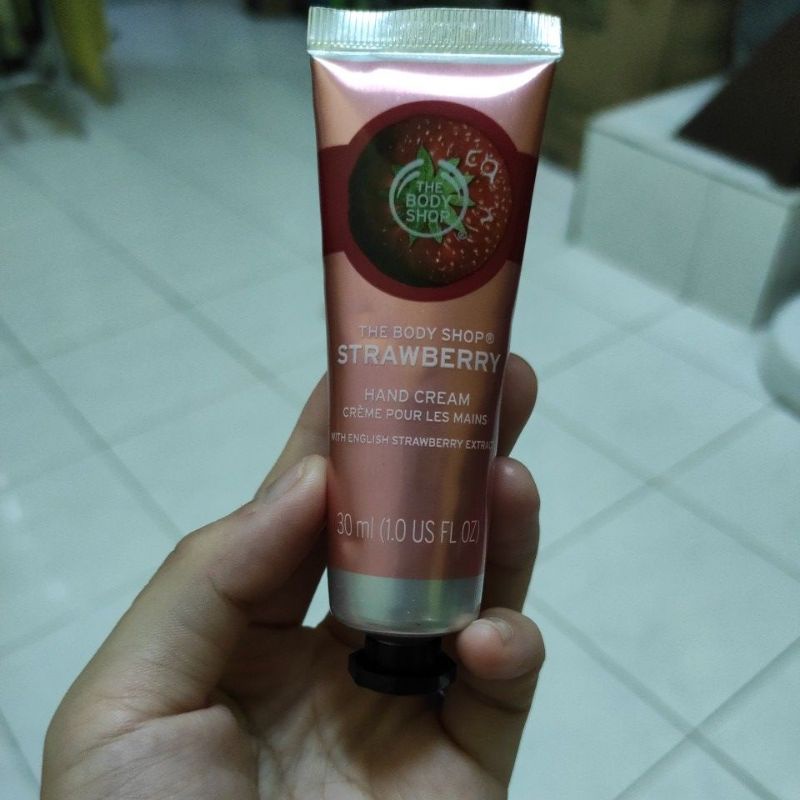 THE
BODY
SHOP®
THE BODY SHOP®
STRAWBERRY
HAND CREAM
CRÈME POUR LES MAINS
WITH ENGLISH STRAWBERRY EXTRACT
30 ml (1.0 US FL OZ)